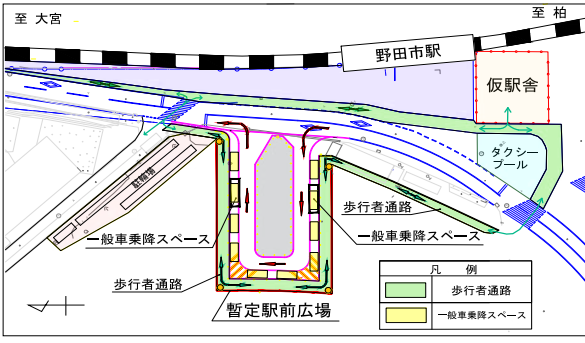 至 大宮
至 柏
野田市駅
仮駅舎
タクシー
プール
駐輪場
歩行者通路
一般車乗降スペース
一般車乗降スペース
歩行者通路
暫定駅前広場
凡 例
歩行者通路
一般車乗降スペース